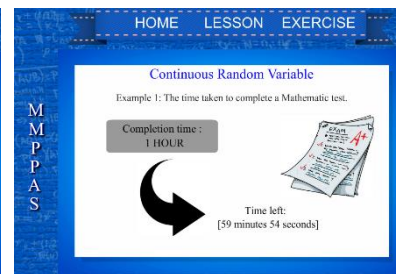 HOME LESSON EXERCISE
MMPPAS
Continuous Random Variable
Example 1: The time taken to complete a Mathematic test.
Completion time :
1 HOUR
EXAM
A+
Time left:
[59 minutes 54 seconds]